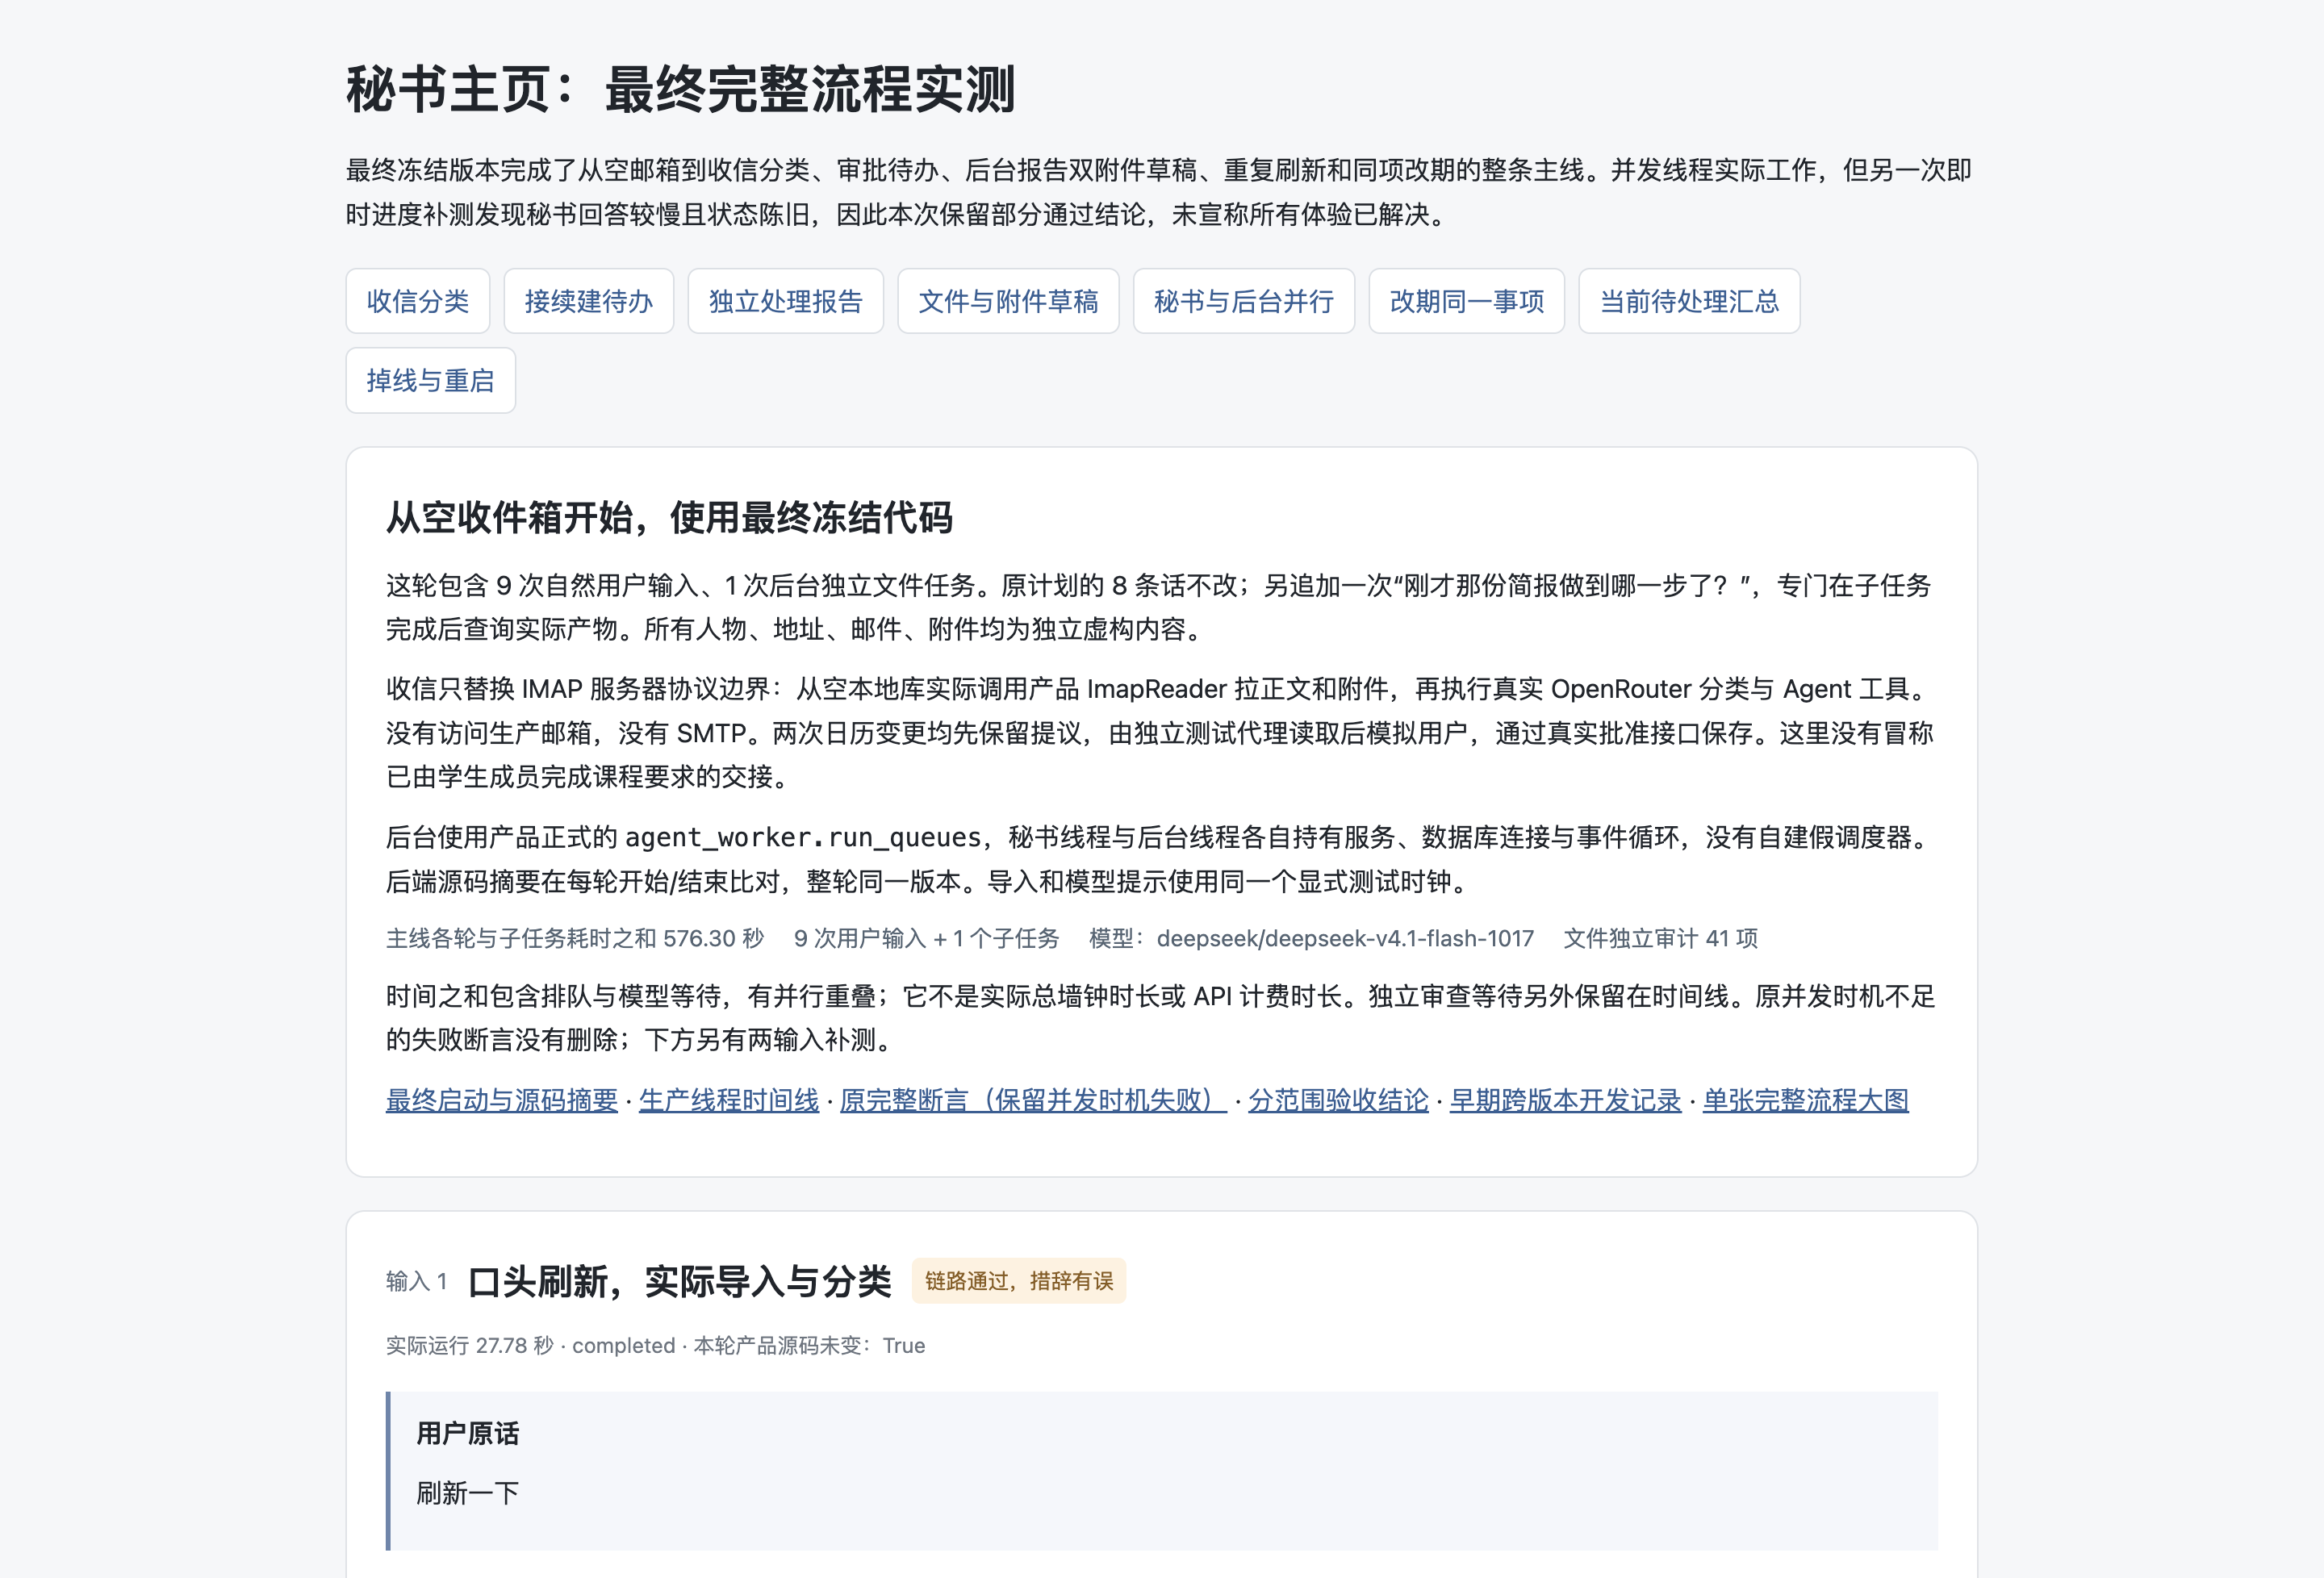 秘书主页：最终完整流程实测
最终冻结版本完成了从空邮箱到收信分类、审批待办、后台报告双附件草稿、重复刷新和同项改期的整条主线。并发线程实际工作，但另一次即
时进度补测发现秘书回答较慢且状态陈旧，因此本次保留部分通过结论，未宣称所有体验已解决。
收信分类 接续建待办 独立处理报告 文件与附件草稿 秘书与后台并行 改期同一事项 当前待处理汇总
掉线与重启
从空收件箱开始，使用最终冻结代码
这轮包含 9 次自然用户输入、1 次后台独立文件任务。原计划的 8 条话不改；另追加一次“刚才那份简报做到哪一步了？”，专门在子任务
完成后查询实际产物。所有人物、地址、邮件、附件均为独立虚构内容。
收信只替换 IMAP 服务器协议边界：从空本地库实际调用产品 ImapReader 拉正文和附件，再执行真实 OpenRouter 分类与 Agent 工具。
没有访问生产邮箱，没有 SMTP。两次日历变更均先保留提议，由独立测试代理读取后模拟用户，通过真实批准接口保存。这里没有冒称
已由学生成员完成课程要求的交接。
后台使用产品正式的 agent_worker.run_queues，秘书线程与后台线程各自持有服务、数据库连接与事件循环，没有自建假调度器。
后端源码摘要在每轮开始/结束比对，整轮同一版本。导入和模型提示使用同一个显式测试时钟。
主线各轮与子任务耗时之和 576.30 秒 9 次用户输入 + 1 个子任务 模型：deepseek/deepseek-v4.1-flash-1017 文件独立审计 41 项
时间之和包含排队与模型等待，有并行重叠；它不是实际总墙钟时长或 API 计费时长。独立审查等待另外保留在时间线。原并发时机不足
的失败断言没有删除；下方另有两输入补测。
最终启动与源码摘要 · 生产线程时间线 · 原完整断言（保留并发时机失败） · 分范围验收结论 · 早期跨版本开发记录 · 单张完整流程大图
输入 1 口头刷新，实际导入与分类 链路通过，措辞有误
实际运行 27.78 秒 · completed · 本轮产品源码未变：True
用户原话
刷新一下